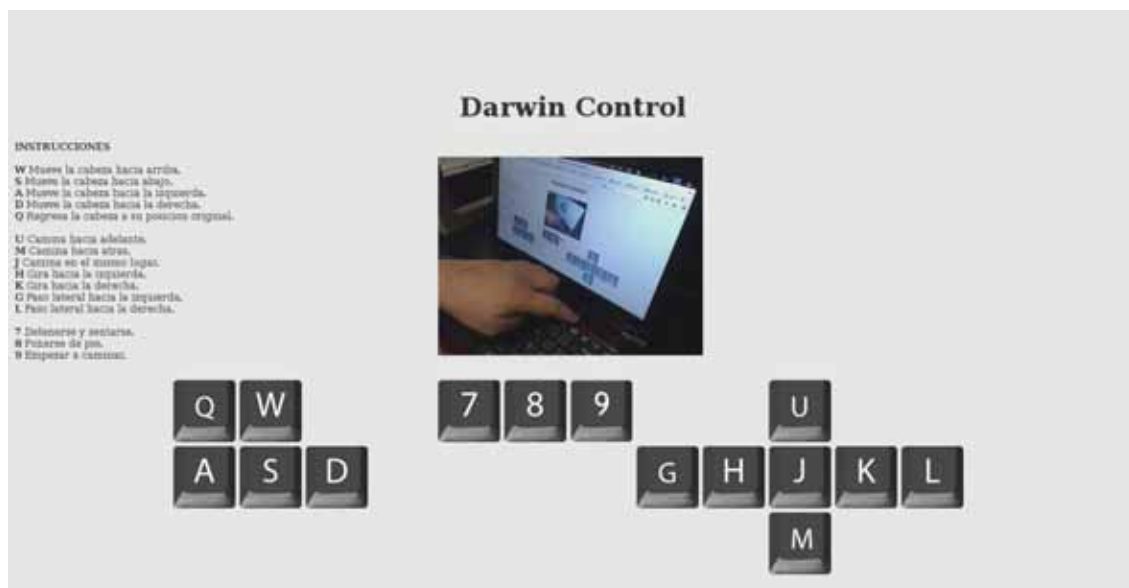 Darwin Control
INSTRUCCIONES
W Mueve la cabeza hacia arriba.
S Mueve la cabeza hacia abajo.
A Mueve la cabeza hacia la izquierda.
D Mueve la cabeza hacia la derecha.
Q Regresa la cabeza a su posicion original.
U Camina hacia adelante.
M Camina hacia atras.
J Camina en el mismo lugar.
H Gira hacia la izquierda.
K Gira hacia la derecha.
G Paso lateral hacia la izquierda.
L Paso lateral hacia la derecha.
7 Detenerse y sentarse.
8 Ponerse de pie.
9 Empezar a caminar.
Q W 7 8 9 U
A S D G H J K L
M